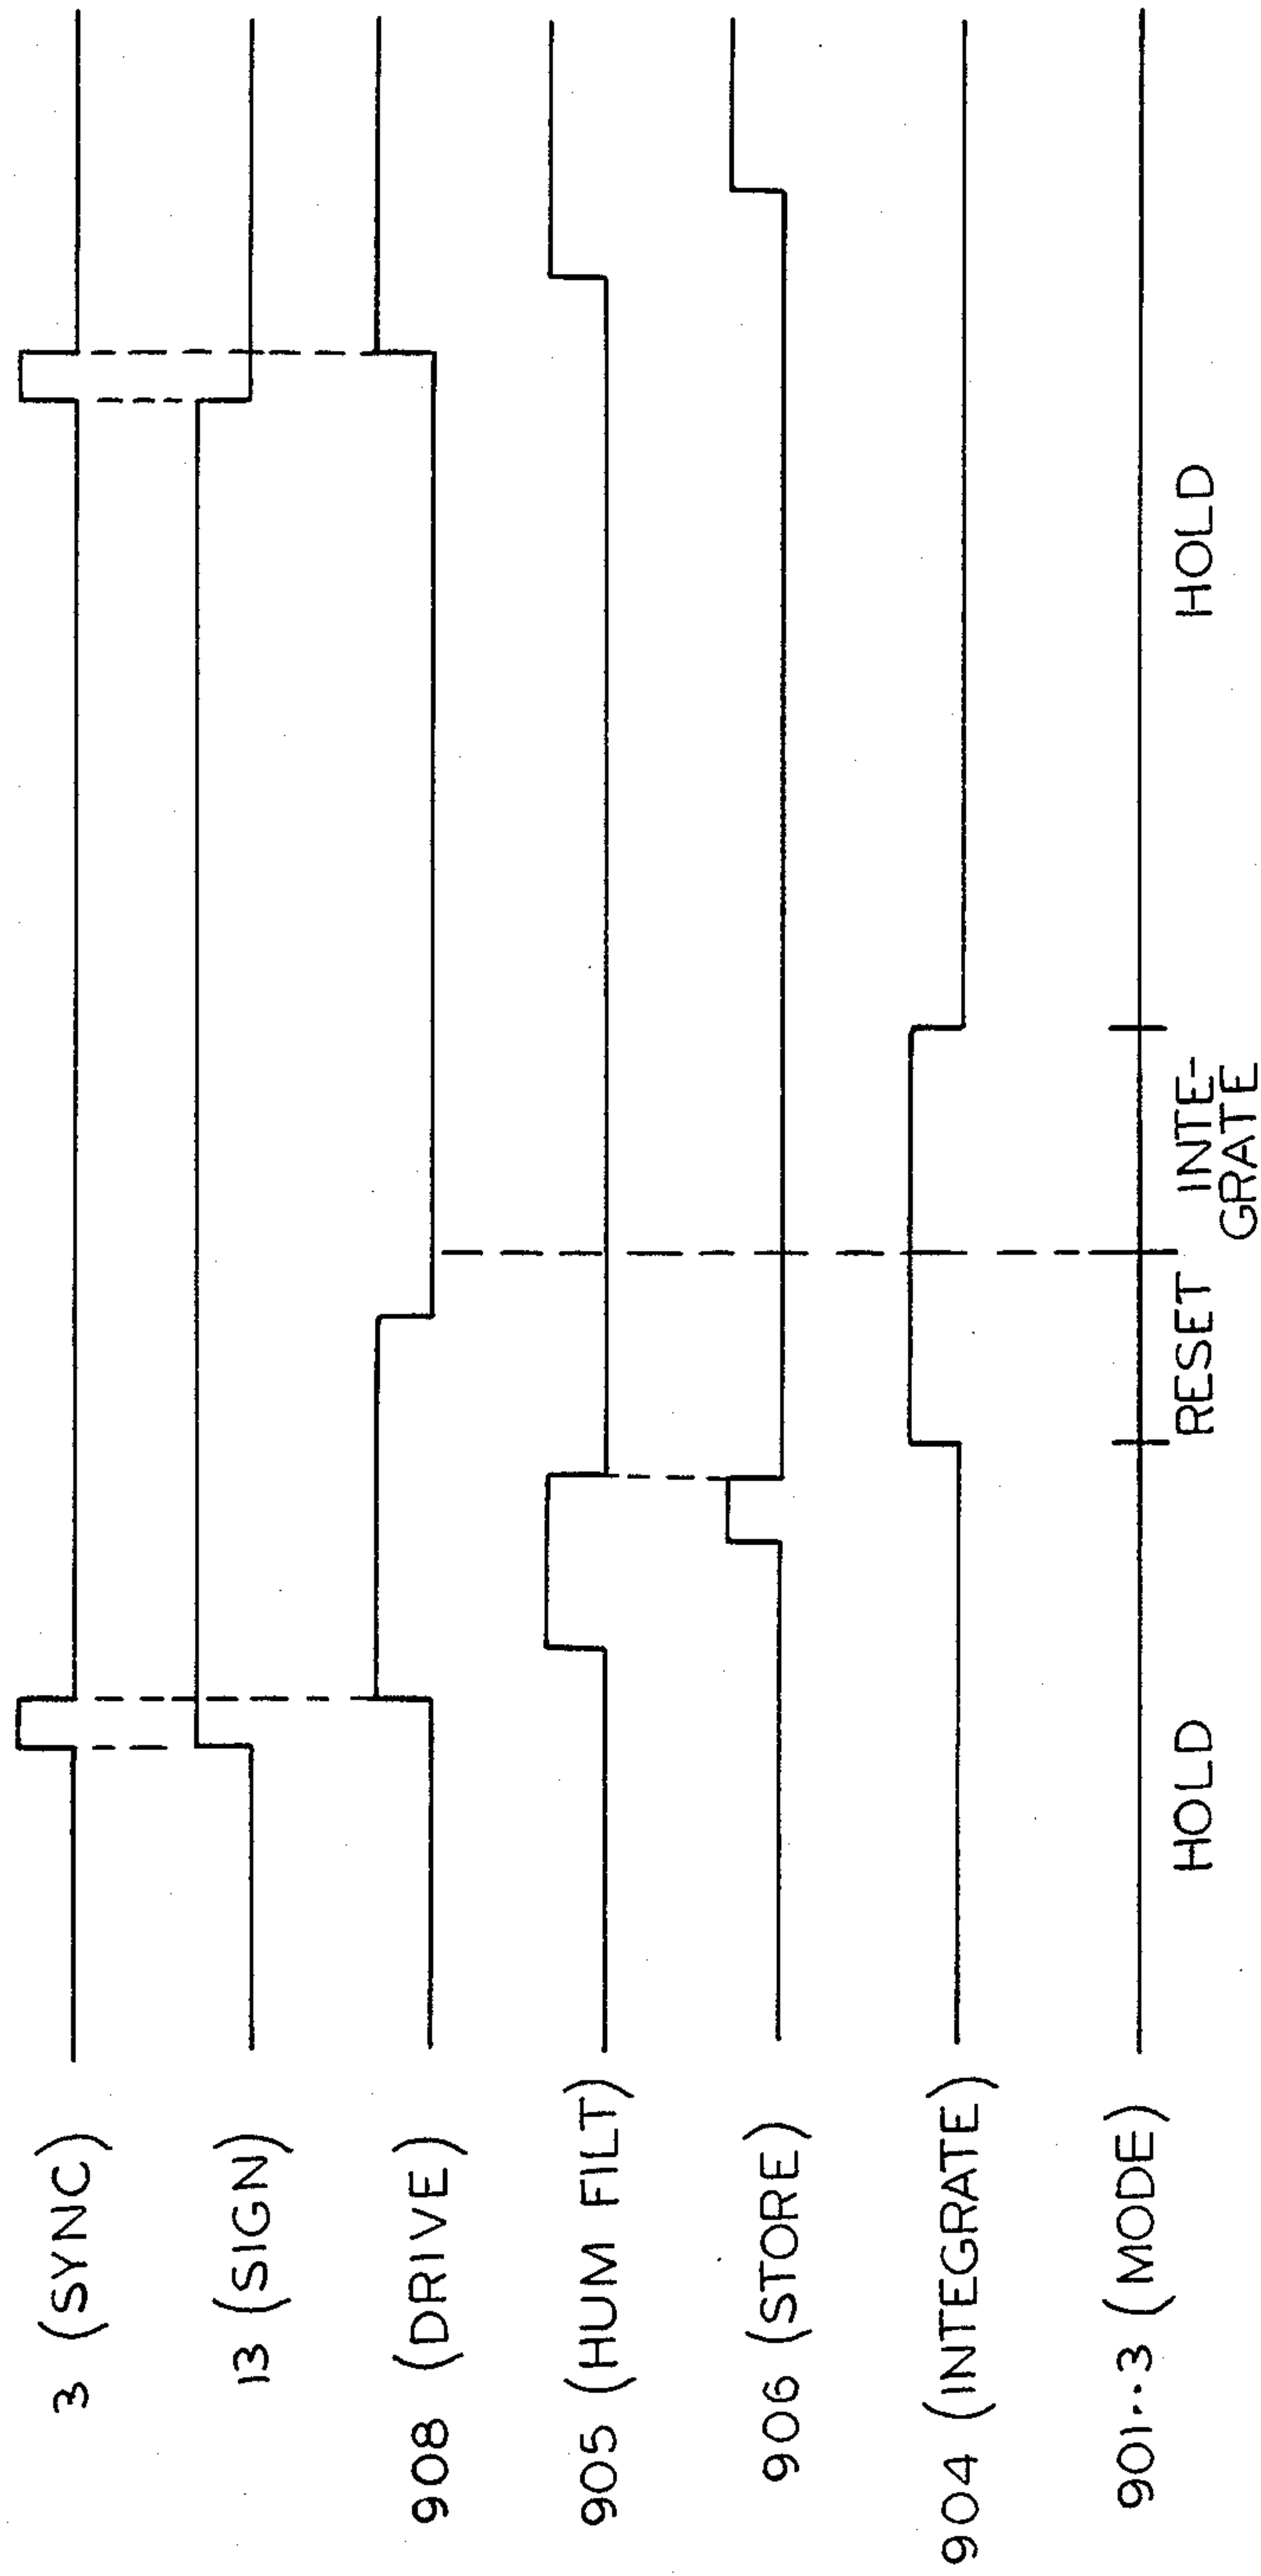 3 (SYNC)
13 (SIGN)
908 (DRIVE)
905 (HUM FILT)
906 (STORE)
904 (INTEGRATE)
901··3 (MODE)
HOLD
RESET
INTE-
GRATE
HOLD